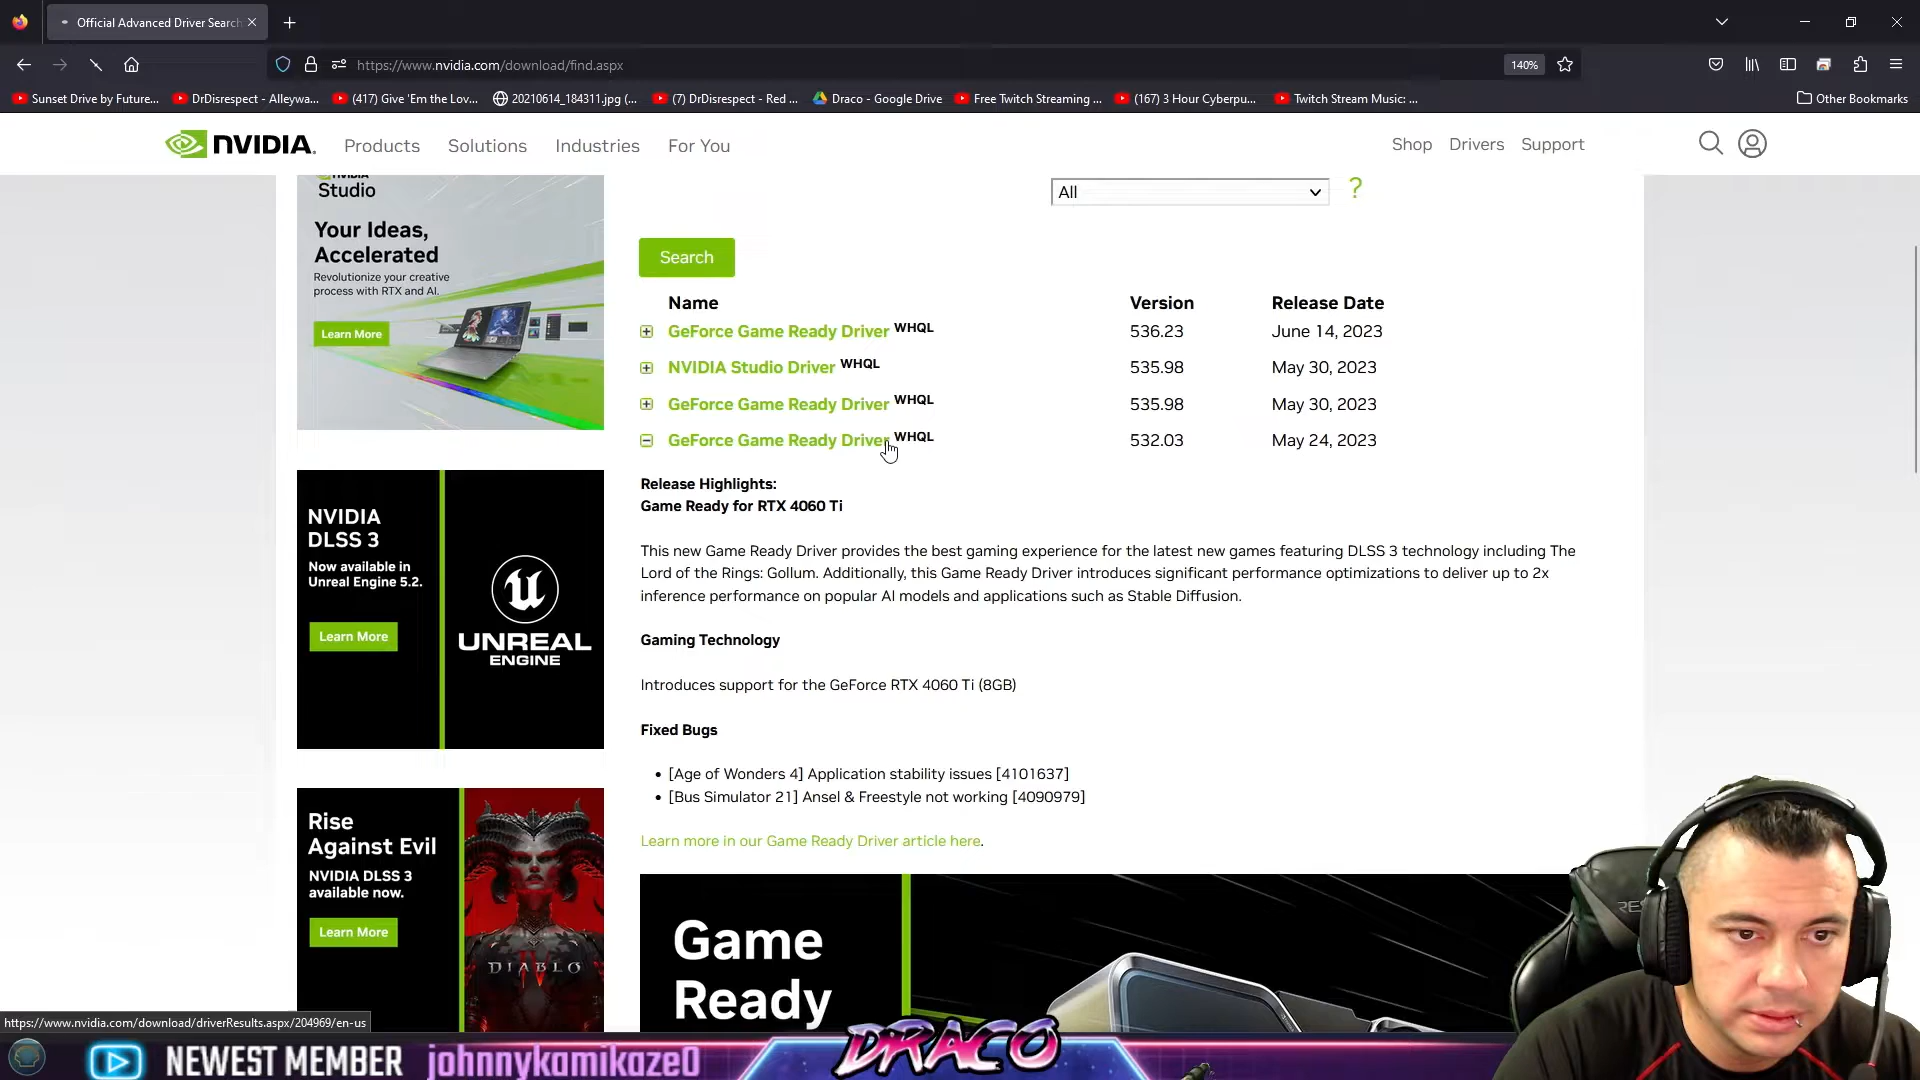 Official Advanced Driver Search
https://www.nvidia.com/download/find.aspx
140%
Sunset Drive by Future...
DrDisrespect - Alleywa...
(417) Give 'Em the Lov...
20210614_184311.jpg (...
(7) DrDisrespect - Red ...
Draco - Google Drive
Free Twitch Streaming ...
(167) 3 Hour Cyberpu...
Twitch Stream Music: ...
Other Bookmarks
NVIDIA.
Products
Solutions
Industries
For You
Shop
Drivers
Support
Studio
Your Ideas,
Accelerated
Revolutionize your creative
process with RTX and AI.
Learn More
All
?
Search
Name Version Release Date
GeForce Game Ready Driver WHQL 536.23 June 14, 2023
NVIDIA Studio Driver WHQL 535.98 May 30, 2023
GeForce Game Ready Driver WHQL 535.98 May 30, 2023
GeForce Game Ready Driver WHQL 532.03 May 24, 2023
Release Highlights:
Game Ready for RTX 4060 Ti
This new Game Ready Driver provides the best gaming experience for the latest new games featuring DLSS 3 technology including The
Lord of the Rings: Gollum. Additionally, this Game Ready Driver introduces significant performance optimizations to deliver up to 2x
inference performance on popular AI models and applications such as Stable Diffusion.
Gaming Technology
Introduces support for the GeForce RTX 4060 Ti (8GB)
Fixed Bugs
• [Age of Wonders 4] Application stability issues [4101637]
• [Bus Simulator 21] Ansel & Freestyle not working [4090979]
Learn more in our Game Ready Driver article here.
NVIDIA
DLSS 3
Now available in
Unreal Engine 5.2.
Learn More
UNREAL
ENGINE
Rise
Against Evil
NVIDIA DLSS 3
available now.
Learn More
DIABLO
Game
Ready
https://www.nvidia.com/download/driverResults.aspx/204969/en-us
NEWEST MEMBER
johnnykamikaze0
DRACO